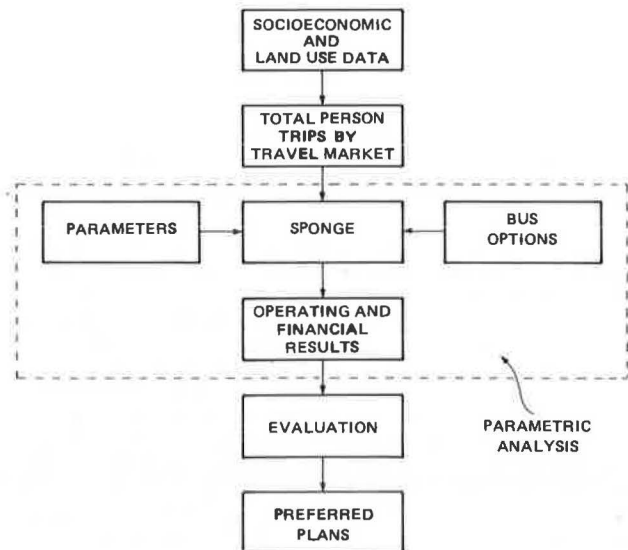 SOCIOECONOMIC
AND
LAND USE DATA
TOTAL PERSON
TRIPS BY
TRAVEL MARKET
PARAMETERS
SPONGE
BUS
OPTIONS
OPERATING AND
FINANCIAL
RESULTS
EVALUATION
PARAMETRIC
ANALYSIS
PREFERRED
PLANS